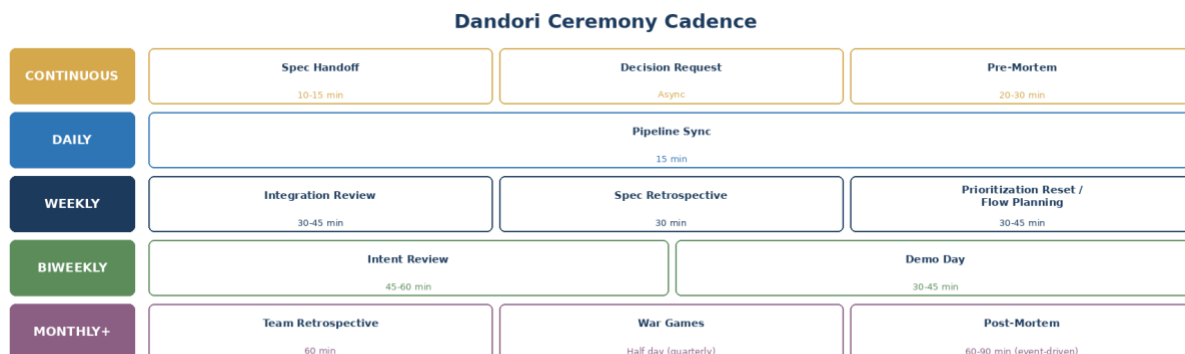 Dandori Ceremony Cadence
CONTINUOUS
Spec Handoff
10-15 min
Decision Request
Async
Pre-Mortem
20-30 min
DAILY
Pipeline Sync
15 min
WEEKLY
Integration Review
30-45 min
Spec Retrospective
30 min
Prioritization Reset /
Flow Planning
30-45 min
BIWEEKLY
Intent Review
45-60 min
Demo Day
30-45 min
MONTHLY+
Team Retrospective
60 min
War Games
Half day (quarterly)
Post-Mortem
60-90 min (event-driven)